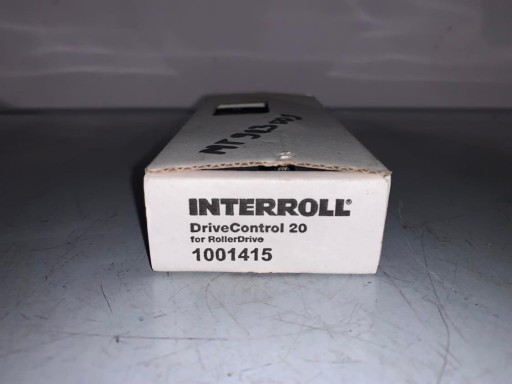 INTERROLL®
DriveControl 20
for RollerDrive
1001415